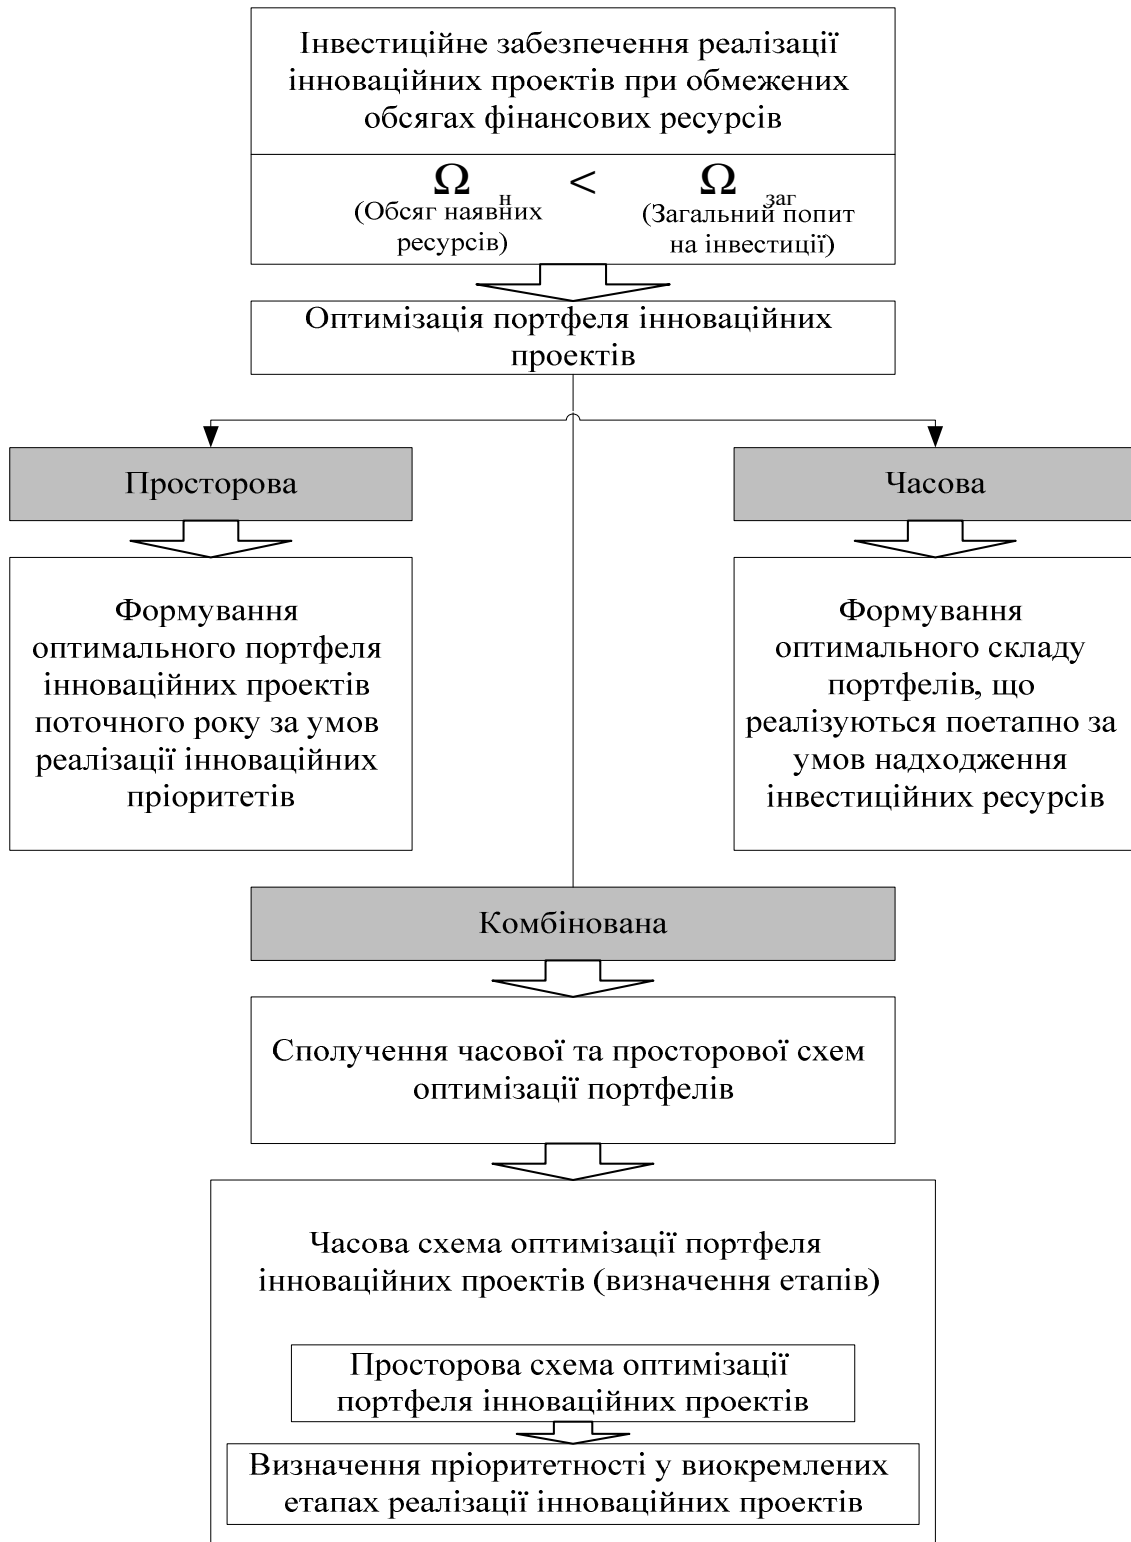 Інвестиційне забезпечення реалізації
інноваційних проектів при обмежених
обсягах фінансових ресурсів
Ω н < Ω заг
(Обсяг наявних
ресурсів)
(Загальний попит
на інвестиції)
Оптимізація портфеля інноваційних
проектів
Просторова
Часова
Формування
оптимального портфеля
інноваційних проектів
поточного року за умов
реалізації інноваційних
пріоритетів
Формування
оптимального складу
портфелів, що
реалізуються поетапно за
умов надходження
інвестиційних ресурсів
Комбінована
Сполучення часової та просторової схем
оптимізації портфелів
Часова схема оптимізації портфеля
інноваційних проектів (визначення етапів)
Просторова схема оптимізації
портфеля інноваційних проектів
Визначення пріоритетності у виокремлених
етапах реалізації інноваційних проектів